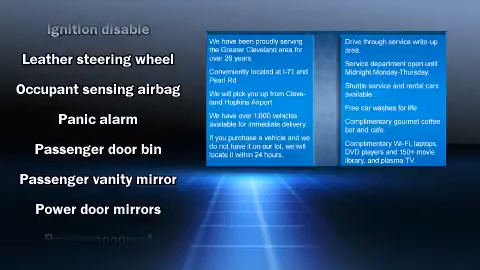 Ignition disable
Leather steering wheel
Occupant sensing airbag
Panic alarm
Passenger door bin
Passenger vanity mirror
Power door mirrors
We have been proudly serving
the Greater Cleveland area for
over 26 years.
Conveniently located at I-71 and
Pearl Rd
We will pick you up from Cleve-
land Hopkins Airport
We have over 1,000 vehicles
available for immediate delivery.
If you purchase a vehicle and we
do not have it on our lot, we will
locate it within 24 hours.
Drive through service write-up
area.
Service department open until
Midnight Monday-Thursday.
Shuttle service and rental cars
available.
Free car washes for life
Complimentary gourmet coffee
bar and cafe.
Complimentary Wi-Fi, laptops,
DVD players and 150+ movie
library, and plasma TV.